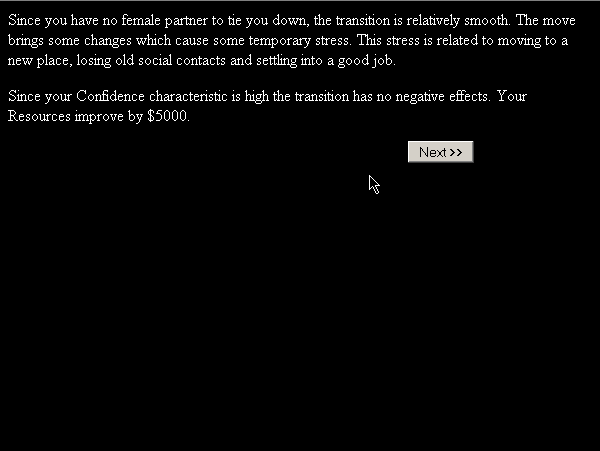 Since you have no female partner to tie you down, the transition is relatively smooth. The move
brings some changes which cause some temporary stress. This stress is related to moving to a
new place, losing old social contacts and settling into a good job.
Since your Confidence characteristic is high the transition has no negative effects. Your
Resources improve by $5000.
Next >>